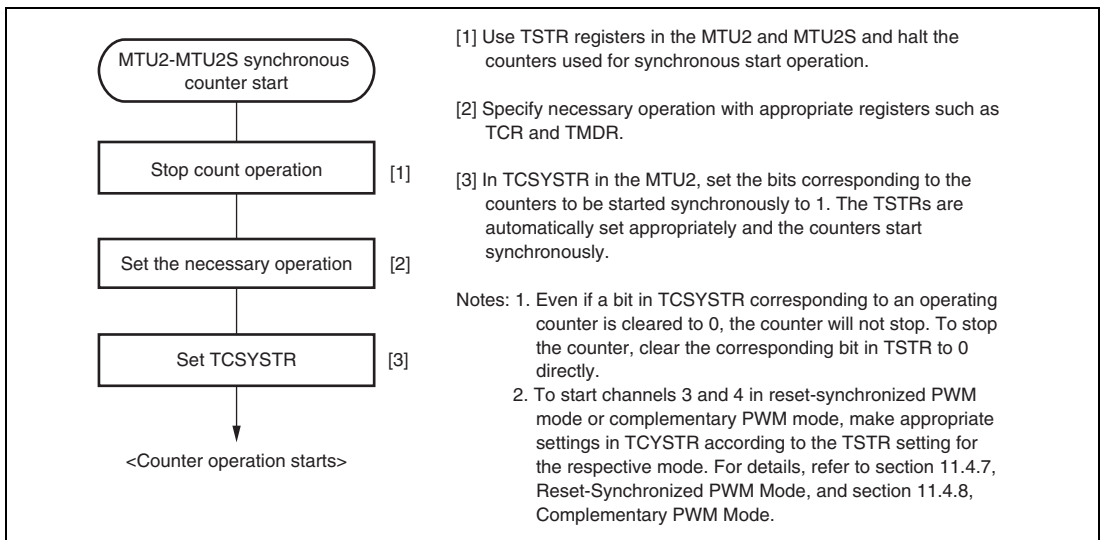 MTU2-MTU2S synchronous
counter start
Stop count operation
[1]
Set the necessary operation
[2]
Set TCSYSTR
[3]
<Counter operation starts>
[1] Use TSTR registers in the MTU2 and MTU2S and halt the
counters used for synchronous start operation.
[2] Specify necessary operation with appropriate registers such as
TCR and TMDR.
[3] In TCSYSTR in the MTU2, set the bits corresponding to the
counters to be started synchronously to 1. The TSTRs are
automatically set appropriately and the counters start
synchronously.
Notes: 1. Even if a bit in TCSYSTR corresponding to an operating
counter is cleared to 0, the counter will not stop. To stop
the counter, clear the corresponding bit in TSTR to 0
directly.
2. To start channels 3 and 4 in reset-synchronized PWM
mode or complementary PWM mode, make appropriate
settings in TCYSTR according to the TSTR setting for
the respective mode. For details, refer to section 11.4.7,
Reset-Synchronized PWM Mode, and section 11.4.8,
Complementary PWM Mode.